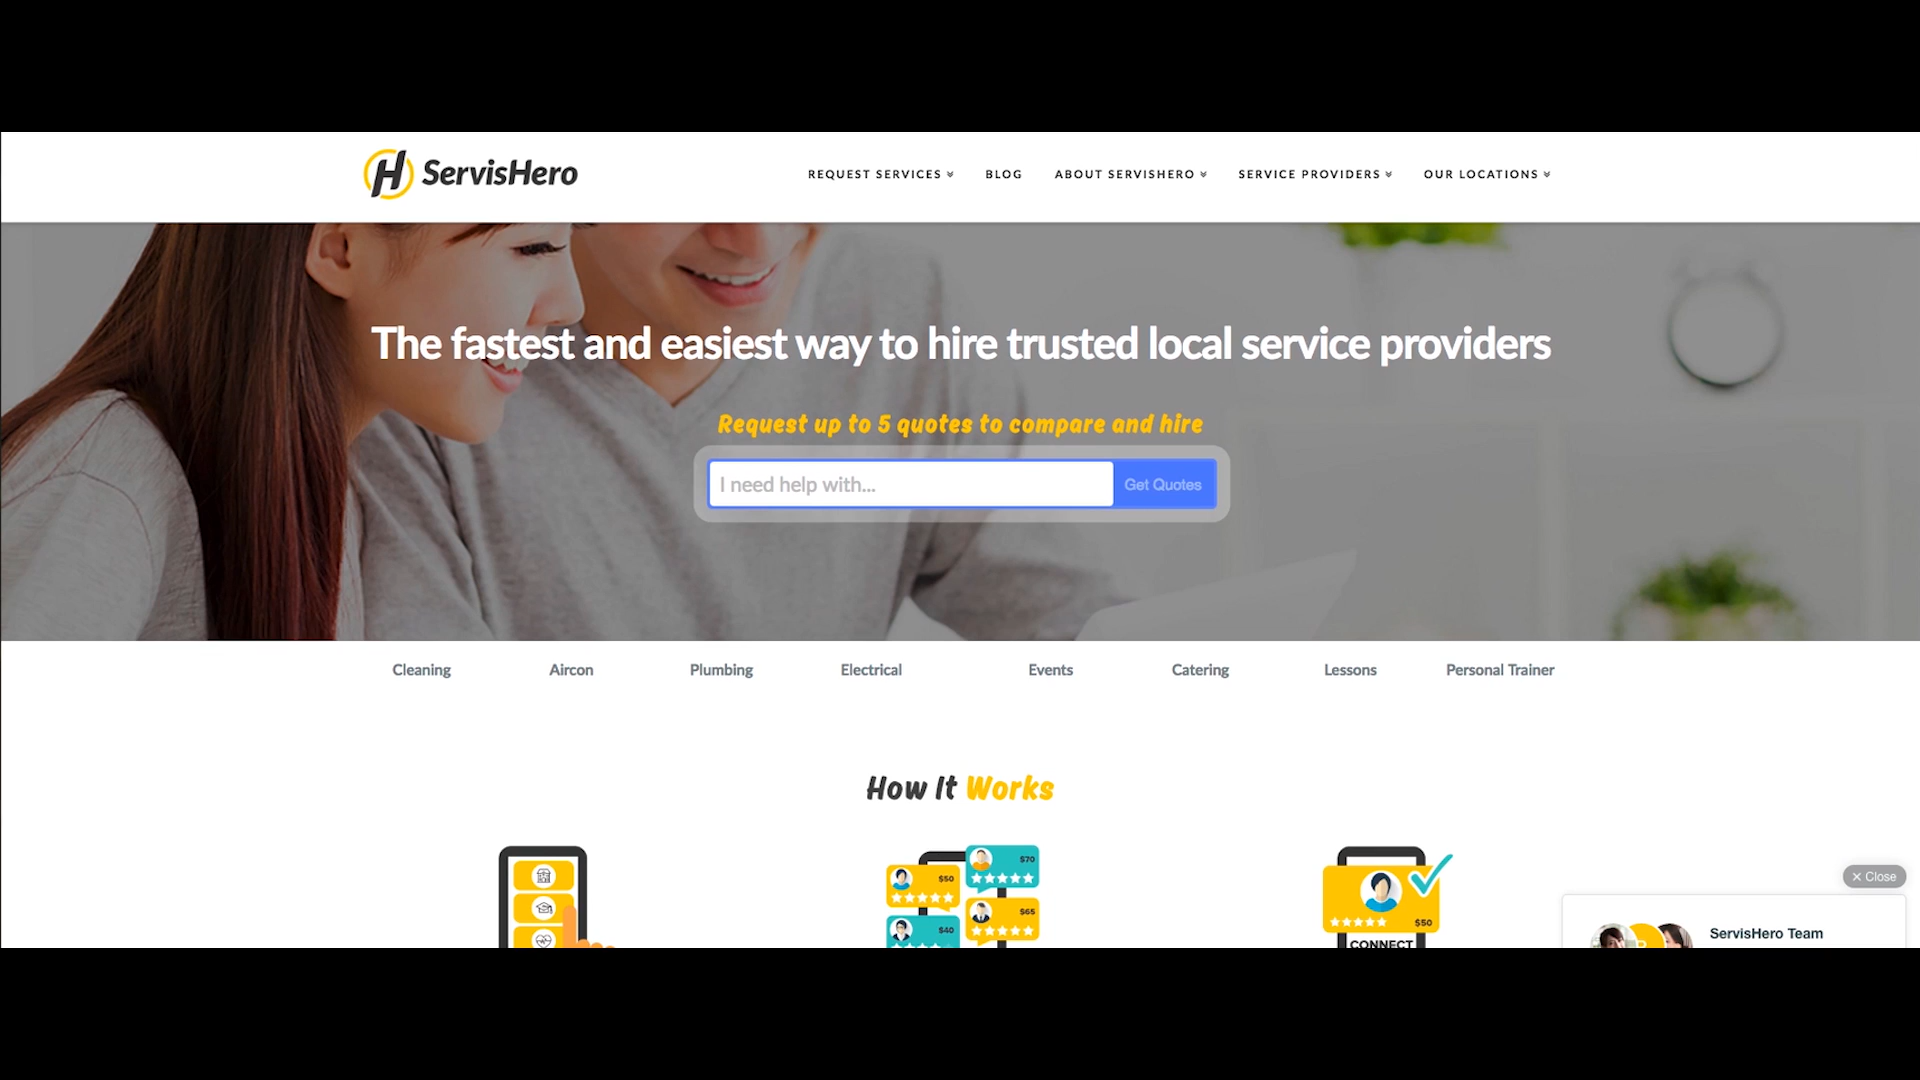 ServisHero
REQUEST SERVICES
BLOG
ABOUT SERVISHERO
SERVICE PROVIDERS
OUR LOCATIONS
The fastest and easiest way to hire trusted local service providers
Request up to 5 quotes to compare and hire
I need help with...
Get Quotes
Cleaning
Aircon
Plumbing
Electrical
Events
Catering
Lessons
Personal Trainer
How It Works
$70
$50
$65
$40
$50
CONNECT
× Close
ServisHero Team